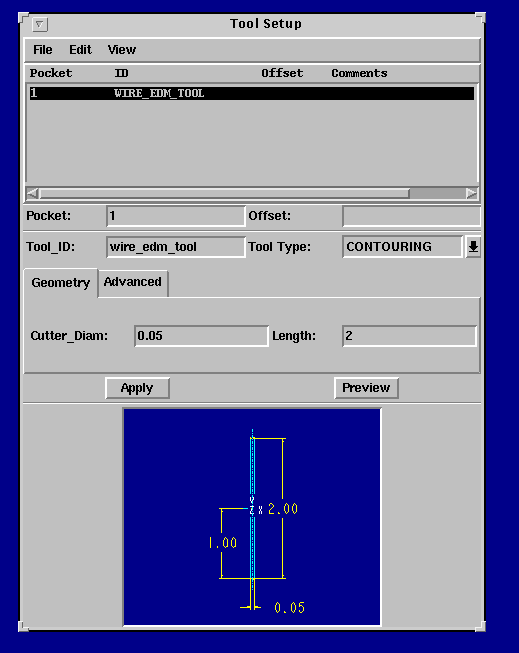 Tool Setup
File Edit View
Pocket ID Offset Comments
1 WIRE_EDM_TOOL
Pocket: 1 Offset:
Tool_ID: wire_edm_tool Tool Type: CONTOURING
Geometry Advanced
Cutter_Diam: 0.05 Length: 2
Apply Preview
Y
Z X 2.00
1.00
0.05